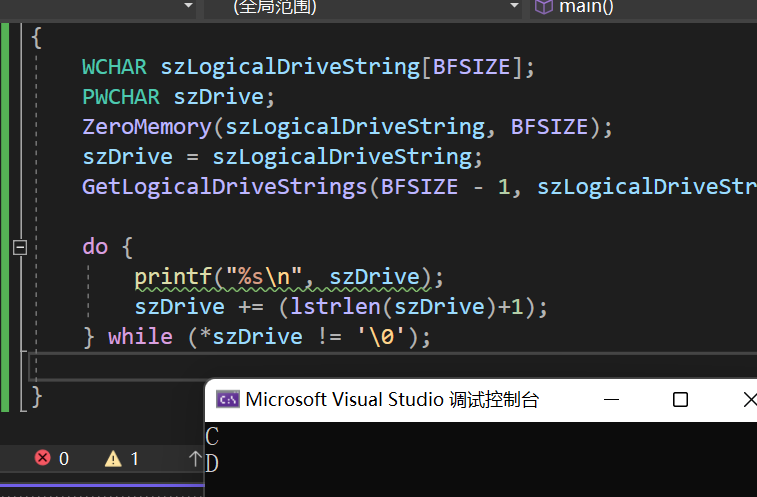 (全局范围) main()
{
WCHAR szLogicalDriveString[BFSIZE];
PWCHAR szDrive;
ZeroMemory(szLogicalDriveString, BFSIZE);
szDrive = szLogicalDriveString;
GetLogicalDriveStrings(BFSIZE - 1, szLogicalDriveStr
do {
printf("%s\n", szDrive);
szDrive += (lstrlen(szDrive)+1);
} while (*szDrive != '\0');
}
C:\ Microsoft Visual Studio 调试控制台
C
D
0 1